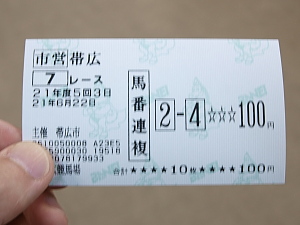 市営帯広
7レース
21年度5回3日
21年6月22日
馬番連複
2-4 ☆☆☆100円
主催 帯広市
合計★★★★10枚★★★★100円